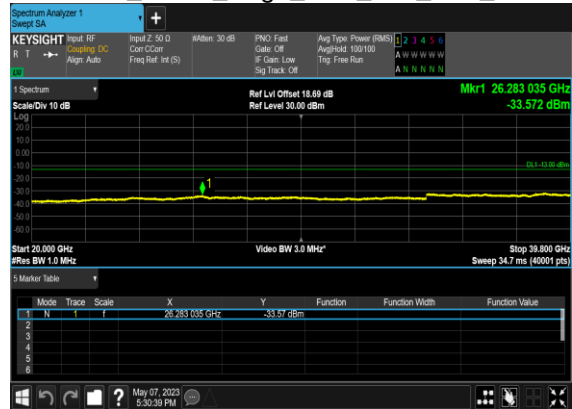 Spectrum Analyzer 1
Swept SA
+
KEYSIGHT Input: RF Input Z: 50 Ω #Atten: 30 dB PNO: Fast Avg Type: Power (RMS) 1 2 3 4 5 6
R T Coupling: DC Corr CCorr Gate: Off Avg|Hold: 100/100 A W W W W W
Align: Auto Freq Ref: Int (S) IF Gain: Low Trig: Free Run
Sig Track: Off A N N N N N
1 Spectrum Ref Lvl Offset 18.69 dB Mkr1 26.283 035 GHz
Scale/Div 10 dB Ref Level 30.00 dBm -33.572 dBm
Log
20.0
10.0
0.00
-10.0
DL1 -13.00 dBm
-20.0
1
-30.0
-40.0
-50.0
-60.0
Start 20.000 GHz Video BW 3.0 MHz* Stop 39.800 GHz
#Res BW 1.0 MHz Sweep 34.7 ms (40001 pts)
5 Marker Table
Mode Trace Scale X Y Function Function Width Function Value
1 N 1 f 26.283 035 GHz -33.57 dBm
2
3
4
5
6
? May 07, 2023
5:30:39 PM